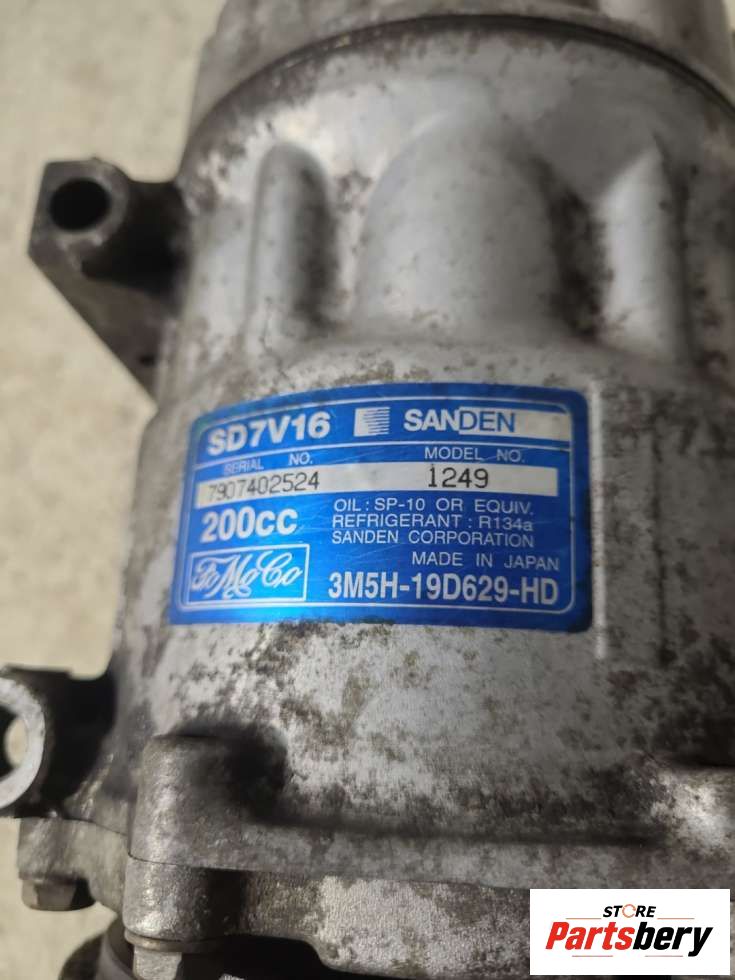 SD7V16 SANDEN
SERIAL NO. MODEL NO.
7907402524 1249
200cc OIL : SP-10 OR EQUIV.
REFRIGERANT : R134a
SANDEN CORPORATION
MADE IN JAPAN
FoMoCo 3M5H-19D629-HD
STORE
Partsbery